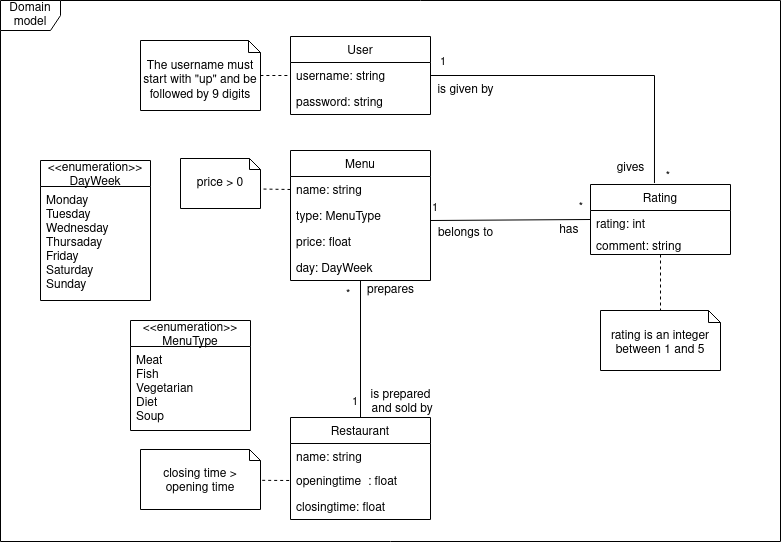 Domain
model
User
username: string
password: string
The username must
start with "up" and be
followed by 9 digits
1
is given by
gives
*
<<enumeration>>
DayWeek
Monday
Tuesday
Wednesday
Thursaday
Friday
Saturday
Sunday
price > 0
Menu
name: string
type: MenuType
price: float
day: DayWeek
1
belongs to
*
has
Rating
rating: int
comment: string
rating is an integer
between 1 and 5
*
prepares
<<enumeration>>
MenuType
Meat
Fish
Vegetarian
Diet
Soup
1
is prepared
and sold by
Restaurant
name: string
openingtime : float
closingtime: float
closing time >
opening time